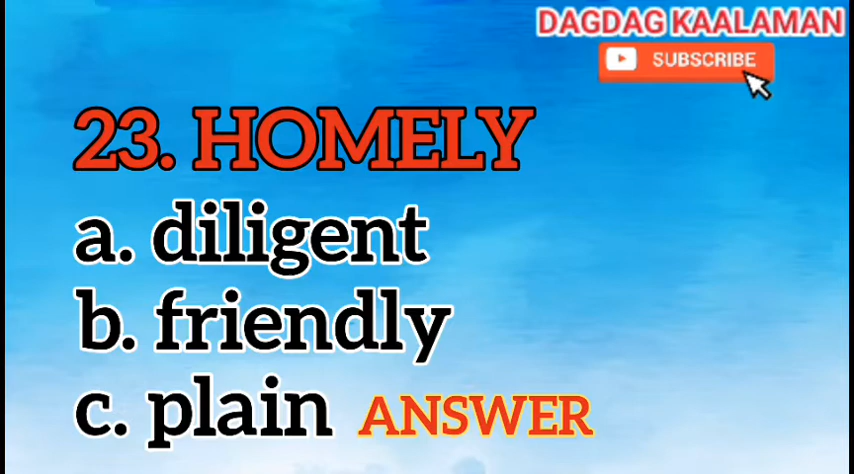 DAGDAG KAALAMAN
SUBSCRIBE
23. HOMELY
a. diligent
b. friendly
c. plain ANSWER